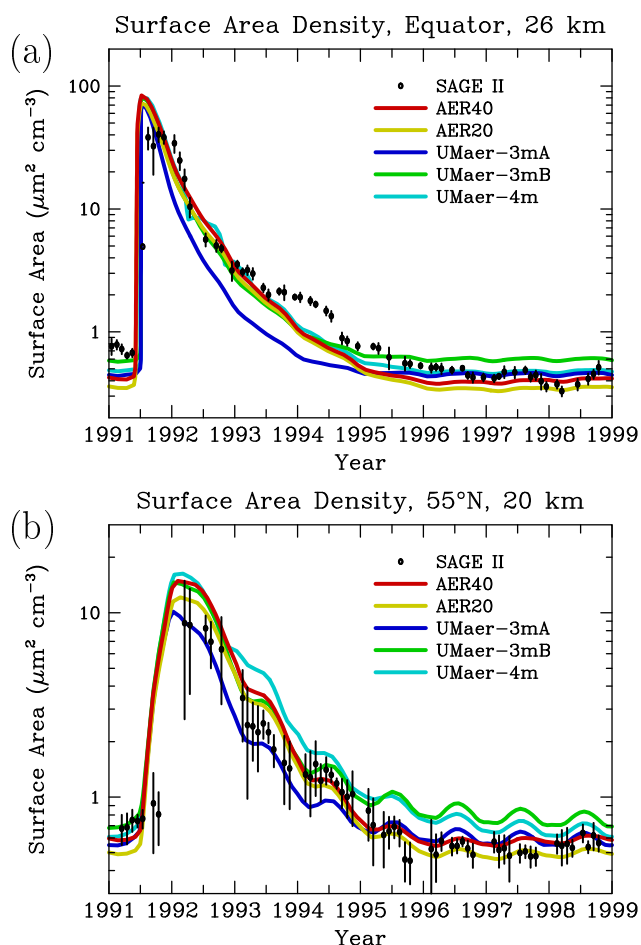 (a)
Surface Area Density, Equator, 26 km
Surface Area (μm² cm⁻³)
100
10
1
SAGE II
AER40
AER20
UMaer−3mA
UMaer−3mB
UMaer−4m
1991 1992 1993 1994 1995 1996 1997 1998 1999
Year
(b)
Surface Area Density, 55°N, 20 km
Surface Area (μm² cm⁻³)
10
1
SAGE II
AER40
AER20
UMaer−3mA
UMaer−3mB
UMaer−4m
1991 1992 1993 1994 1995 1996 1997 1998 1999
Year